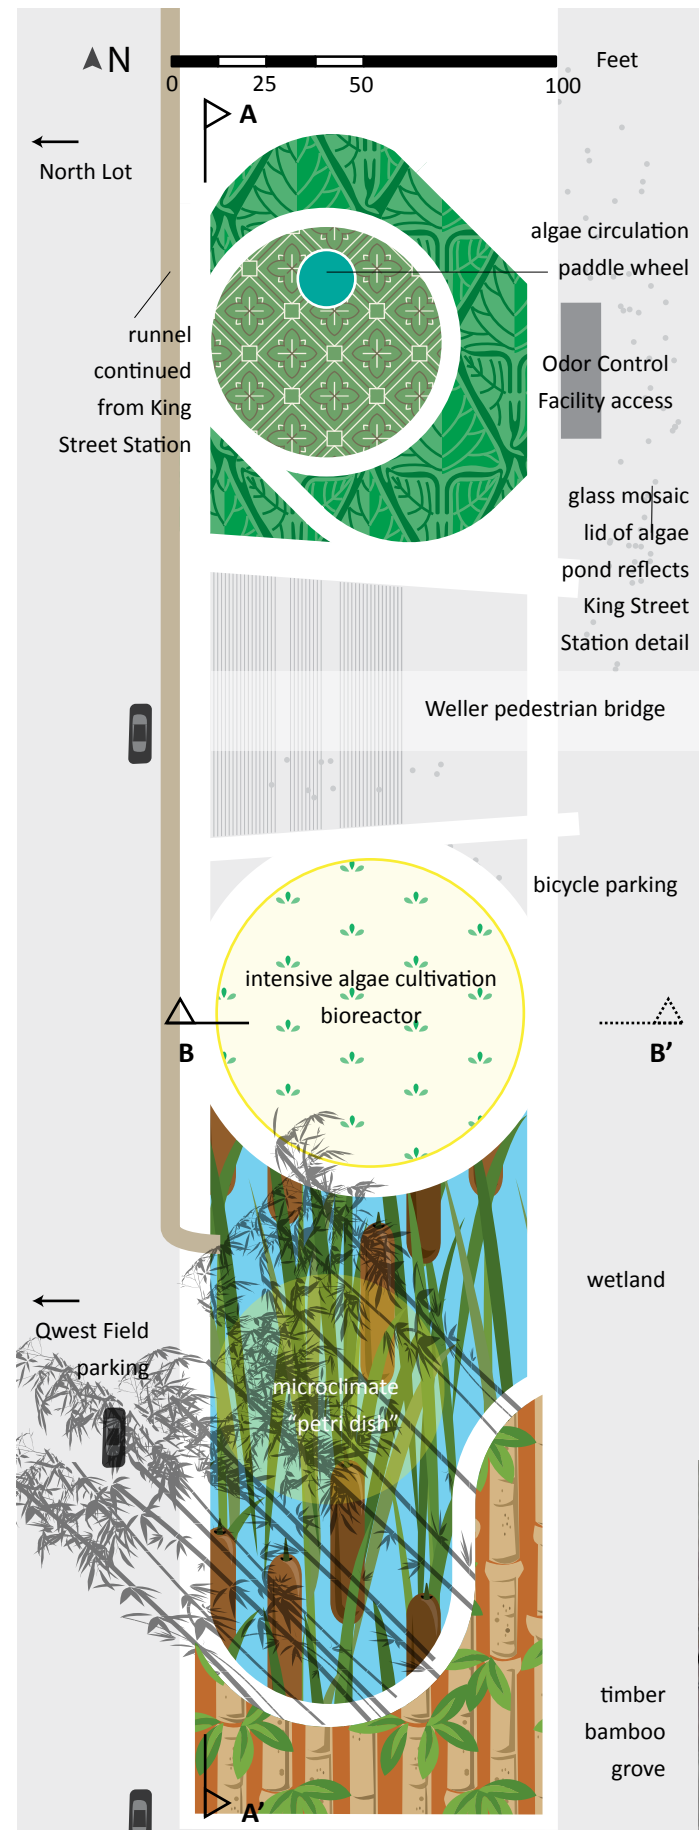 N
Feet
0 25 50 100
A
North Lot
algae circulation
paddle wheel
runnel
continued
from King
Street Station
Odor Control
Facility access
glass mosaic
lid of algae
pond reflects
King Street
Station detail
Weller pedestrian bridge
bicycle parking
intensive algae cultivation
bioreactor
B
B’
wetland
Qwest Field
parking
microclimate
“petri dish”
timber
bamboo
grove
A’